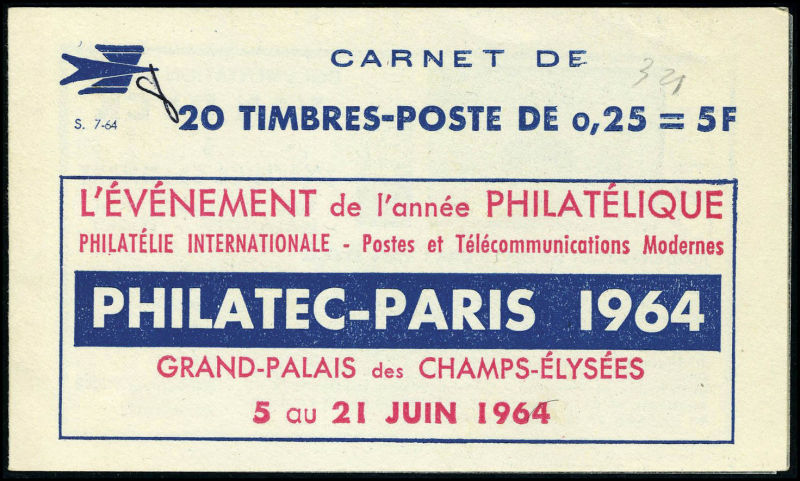 CARNET DE
321
8
S. 7-64
20 TIMBRES-POSTE DE 0,25 = 5F
L'ÉVÉNEMENT de l'année PHILATÉLIQUE
PHILATÉLIE INTERNATIONALE - Postes et Télécommunications Modernes
PHILATEC-PARIS 1964
GRAND-PALAIS des CHAMPS-ÉLYSÉES
5 au 21 JUIN 1964